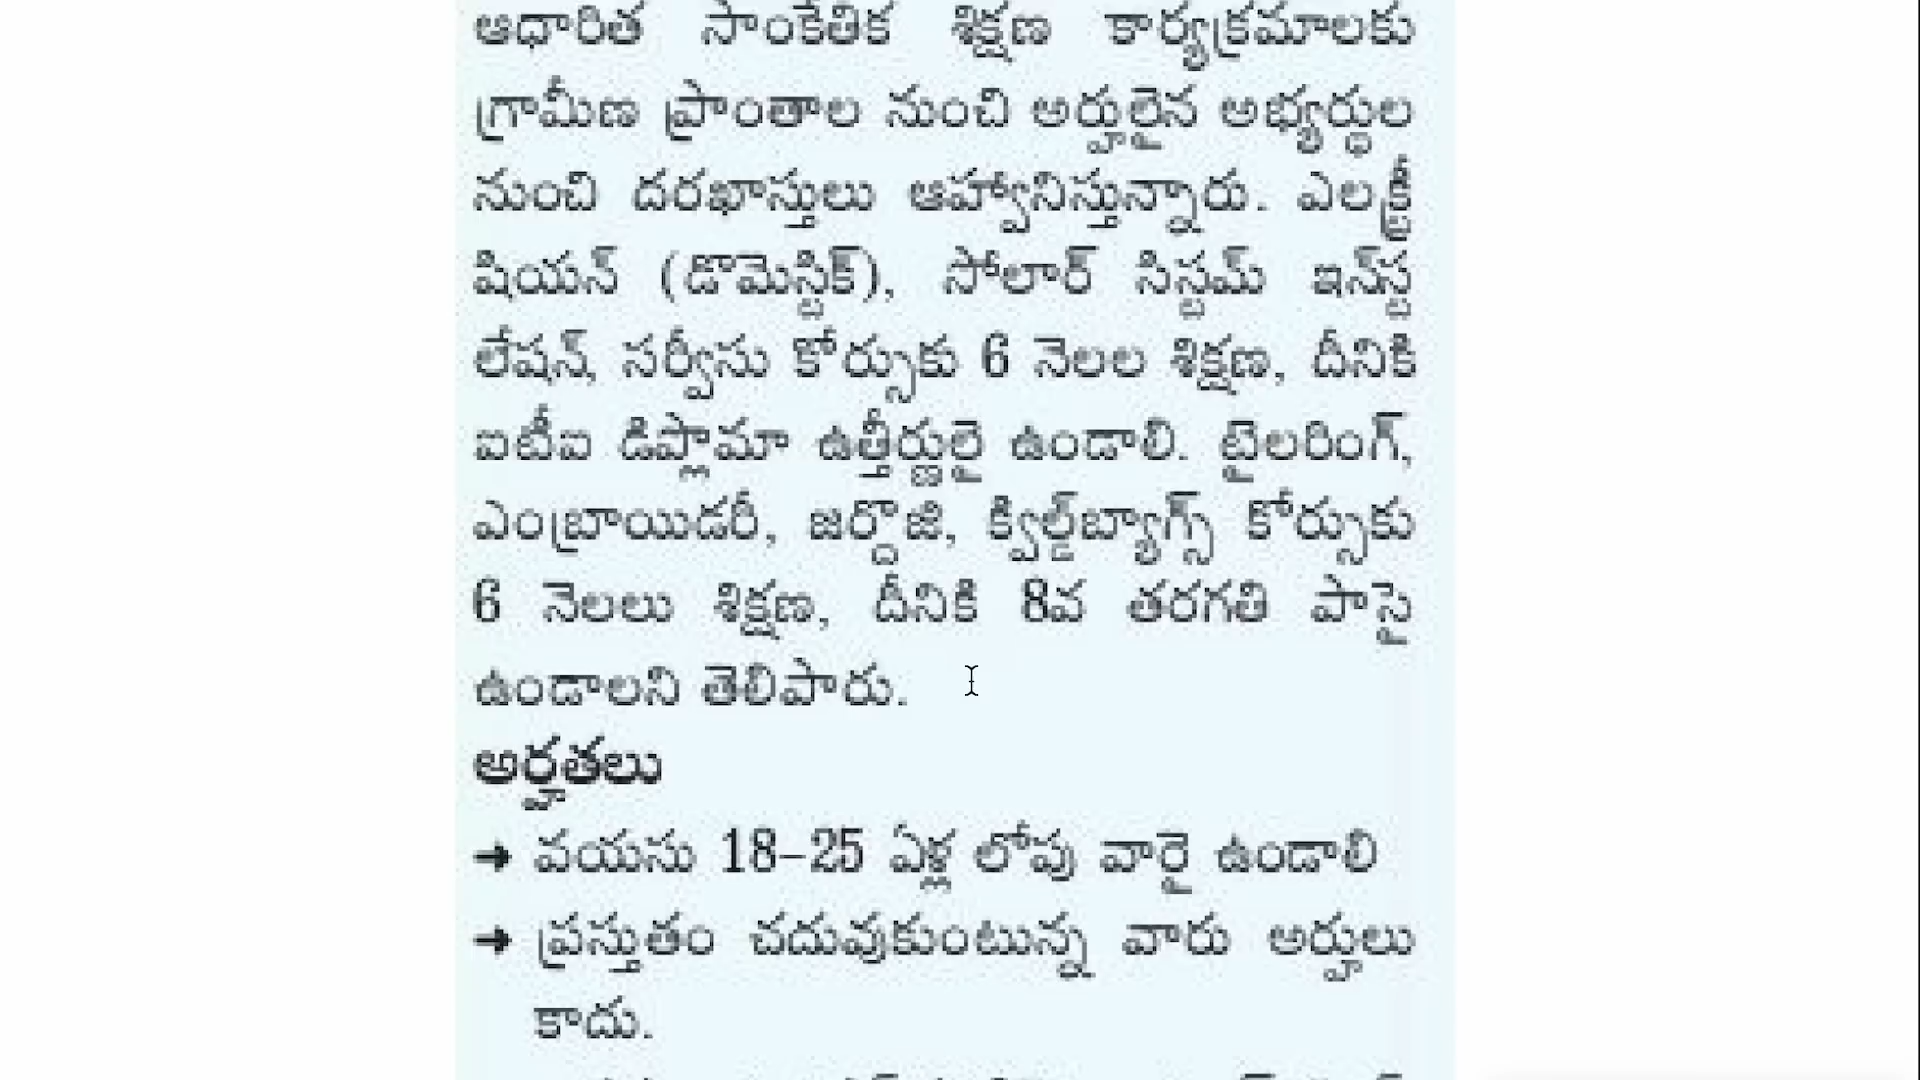 ఆధారిత సాంకేతిక శిక్షణ కార్యక్రమాలకు
గ్రామీణ ప్రాంతాల నుంచి అర్హులైన అభ్యర్థుల
నుంచి దరఖాస్తులు ఆహ్వానిస్తున్నారు. ఎలక్ట్రీ
షియన్ (డొమెస్టిక్), సోలార్ సిస్టమ్ ఇన్‌స్ట
లేషన్, సర్వీసు కోర్సుకు 6 నెలల శిక్షణ, దీనికి
ఐటీఐ డిప్లొమా ఉత్తీర్ణులై ఉండాలి. టైలరింగ్,
ఎంబ్రాయిడరీ, జర్దొజి, క్విల్డ్‌బ్యాగ్స్ కోర్సుకు
6 నెలలు శిక్షణ, దీనికి 8వ తరగతి పాసై
ఉండాలని తెలిపారు.
అర్హతలు
➔ వయసు 18–25 ఏళ్ల లోపు వారై ఉండాలి
➔ ప్రస్తుతం చదువుకుంటున్న వారు అర్హులు
కాదు.